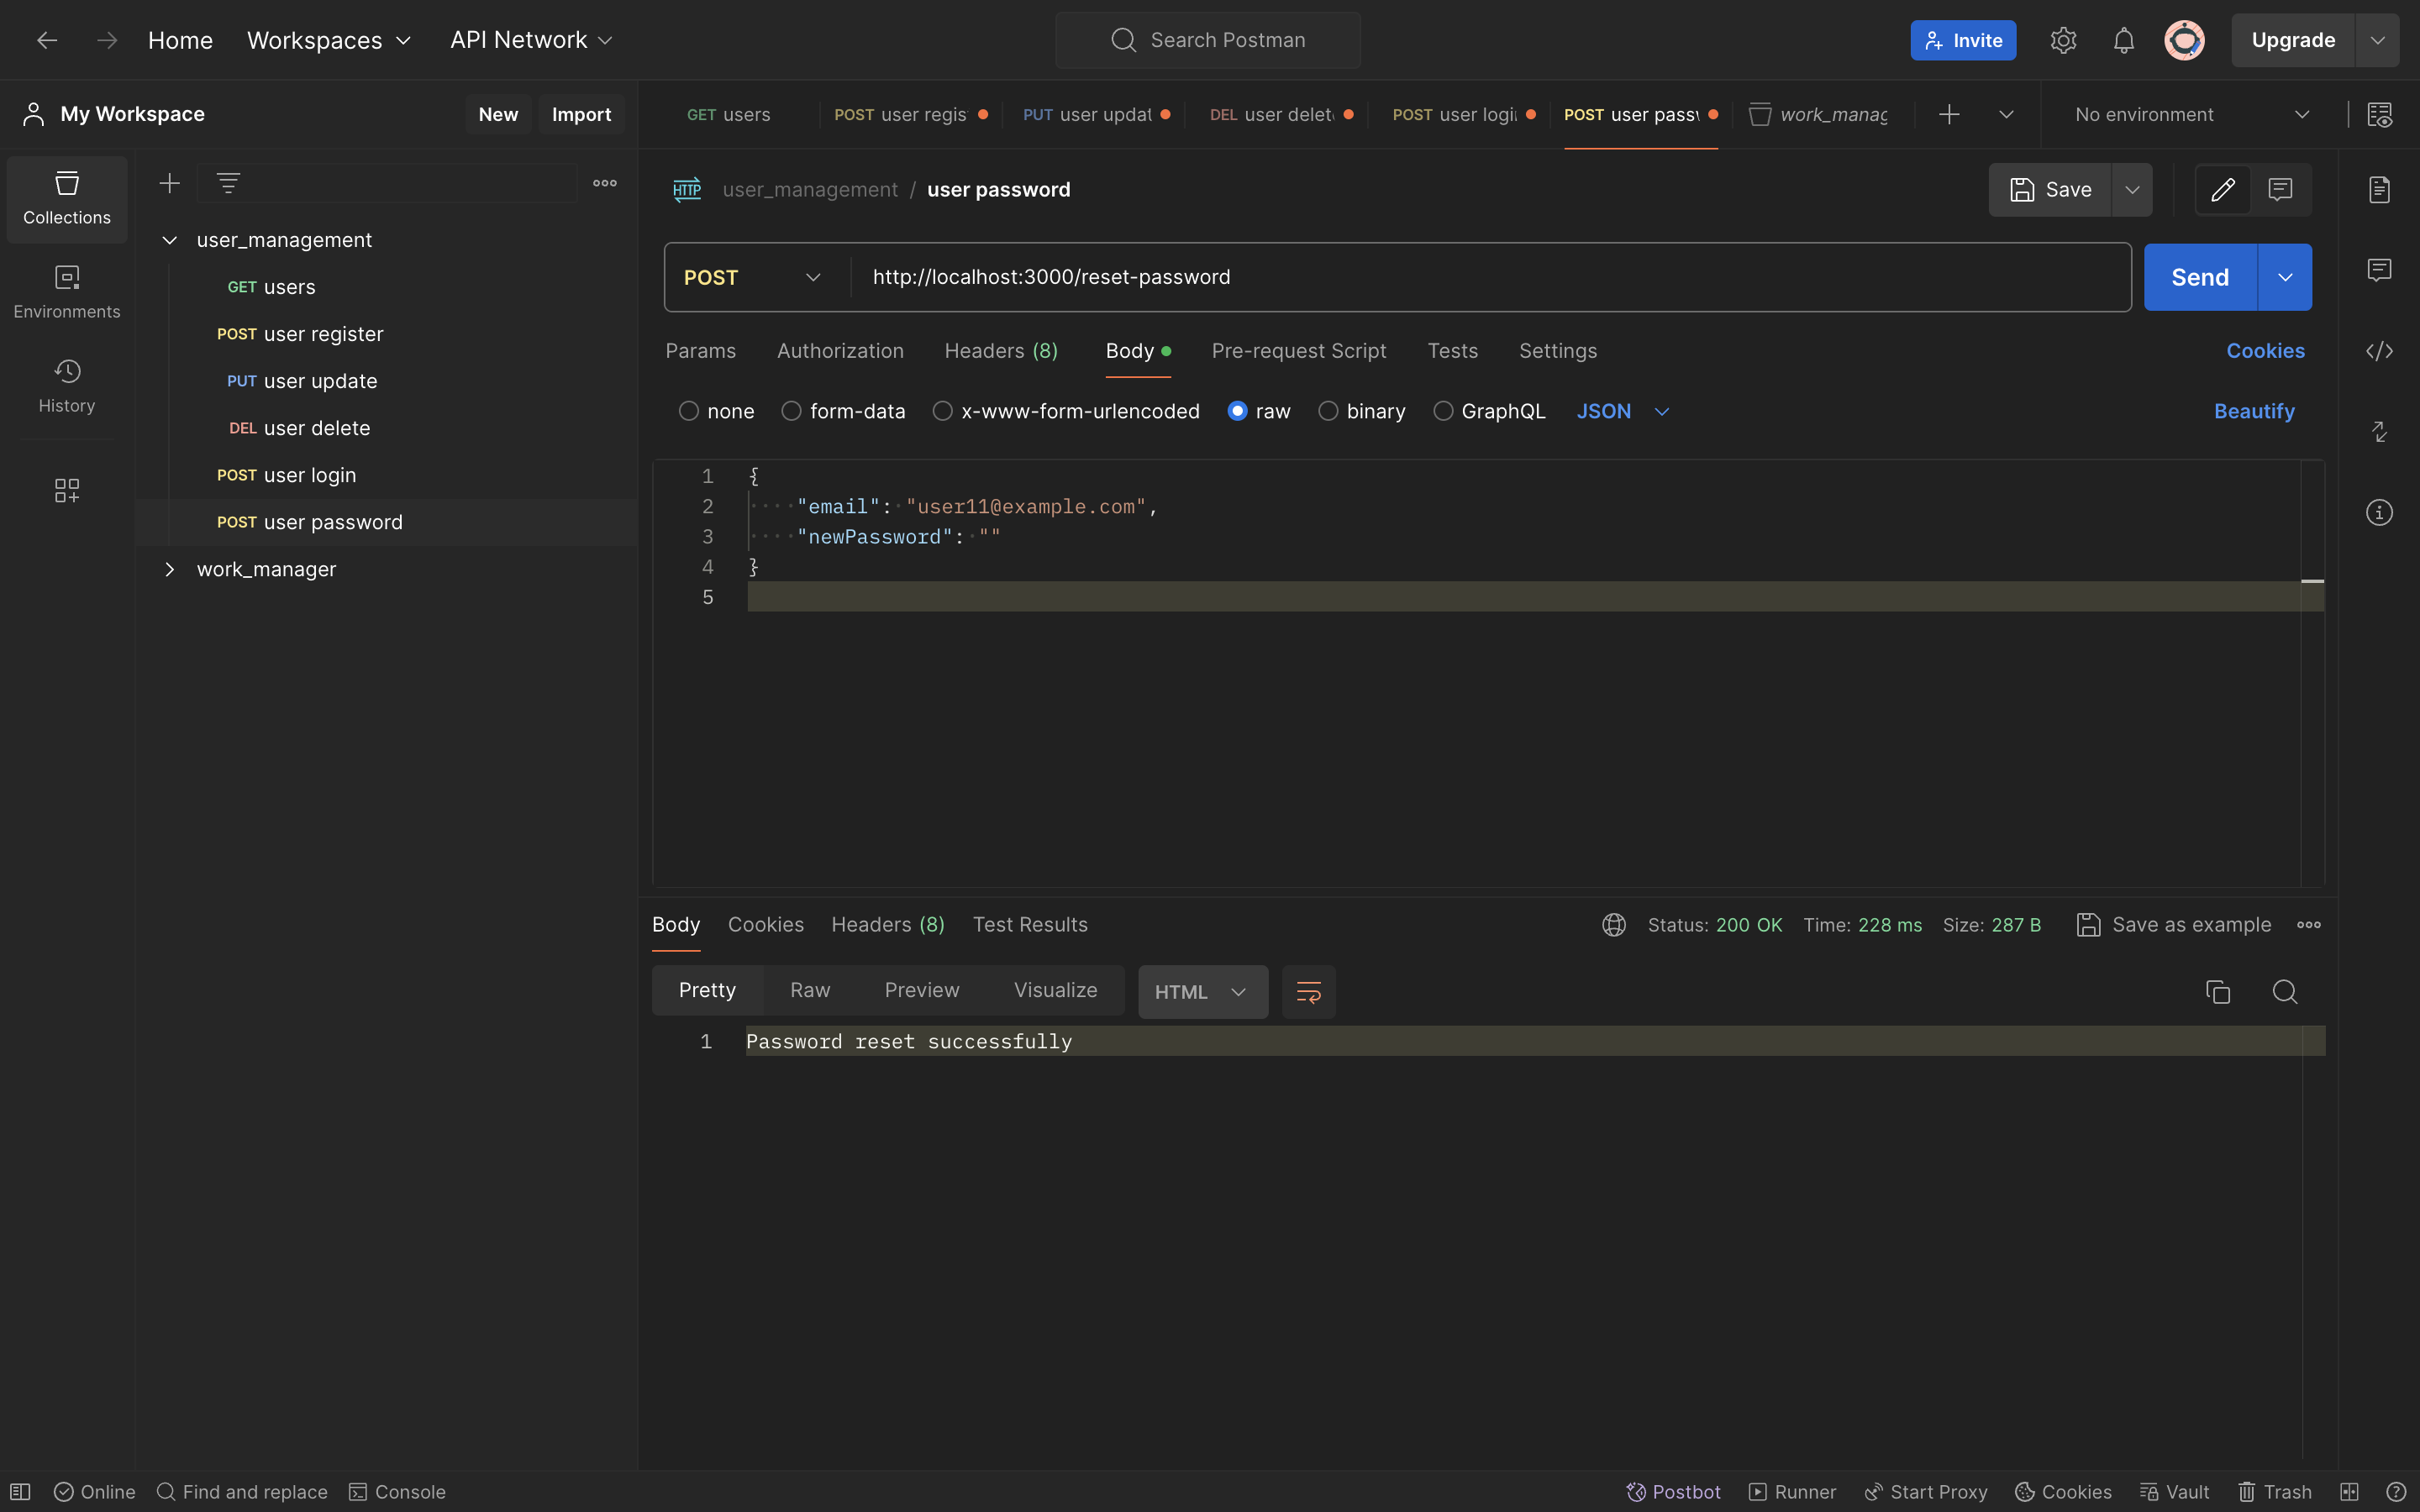 Home Workspaces API Network Search Postman Invite Upgrade
My Workspace New Import
GET users POST user regis PUT user updat DEL user delet POST user logi POST user pass work_manag No environment
Collections
Environments
History
user_management
GET users
POST user register
PUT user update
DEL user delete
POST user login
POST user password
work_manager
HTTP user_management / user password Save
POST http://localhost:3000/reset-password Send
Params Authorization Headers (8) Body Pre-request Script Tests Settings Cookies
none form-data x-www-form-urlencoded raw binary GraphQL JSON Beautify
1 {
2 "email": "user11@example.com",
3 "newPassword": ""
4 }
5
Body Cookies Headers (8) Test Results Status: 200 OK Time: 228 ms Size: 287 B Save as example
Pretty Raw Preview Visualize HTML
1 Password reset successfully
Online Find and replace Console Postbot Runner Start Proxy Cookies Vault Trash